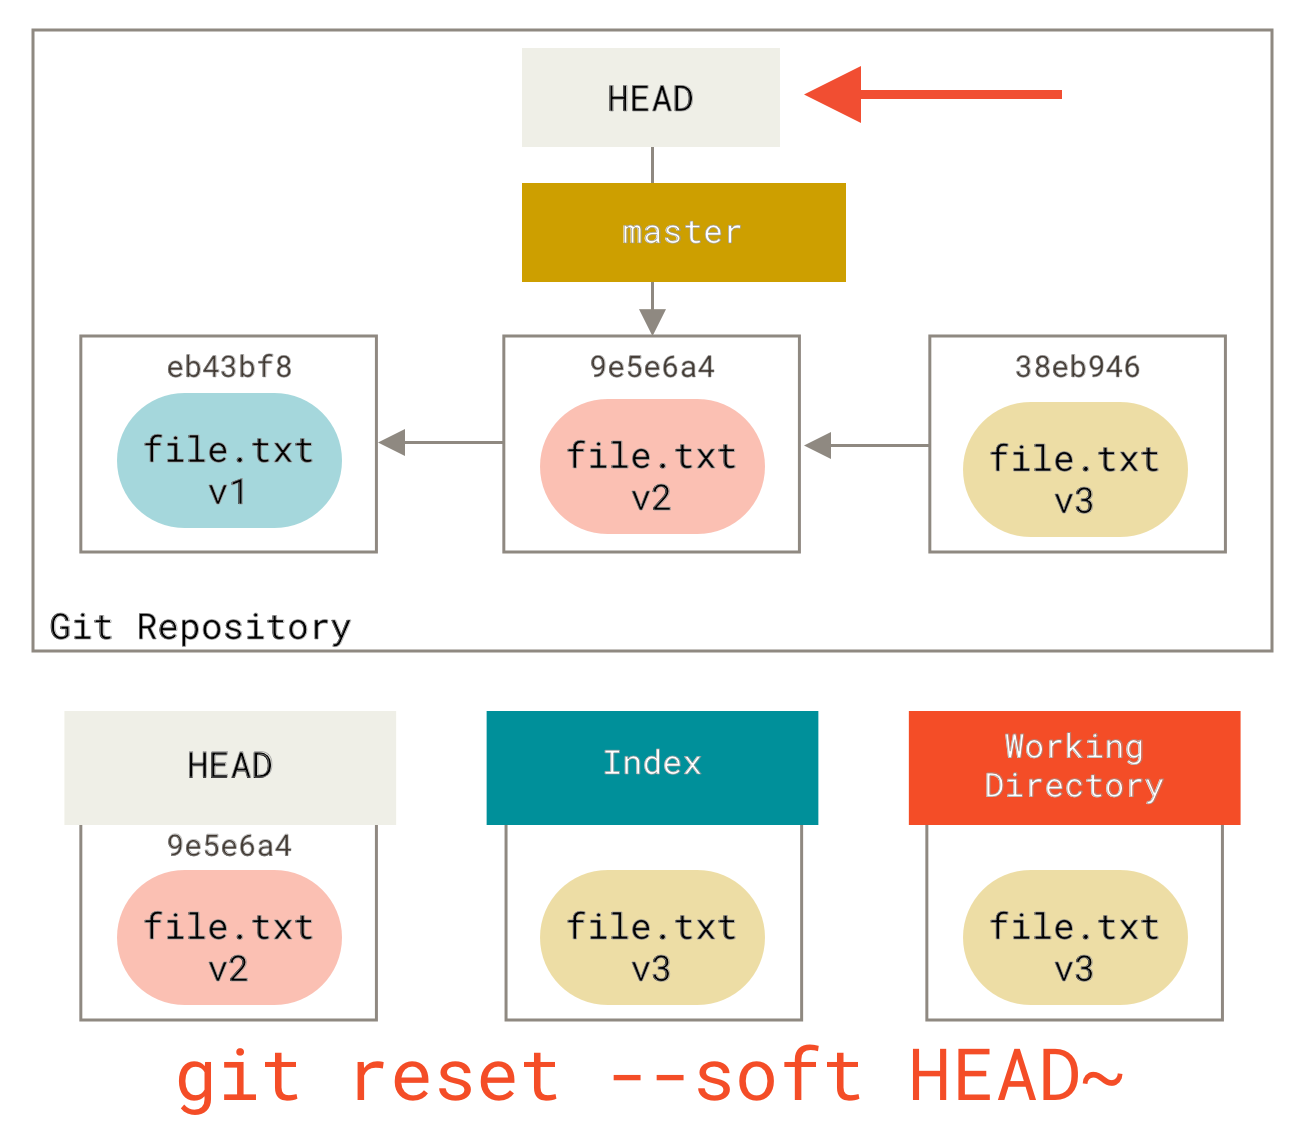 HEAD
master
eb43bf8
file.txt
v1
9e5e6a4
file.txt
v2
38eb946
file.txt
v3
Git Repository
HEAD
9e5e6a4
file.txt
v2
Index
file.txt
v3
Working
Directory
file.txt
v3
git reset --soft HEAD~